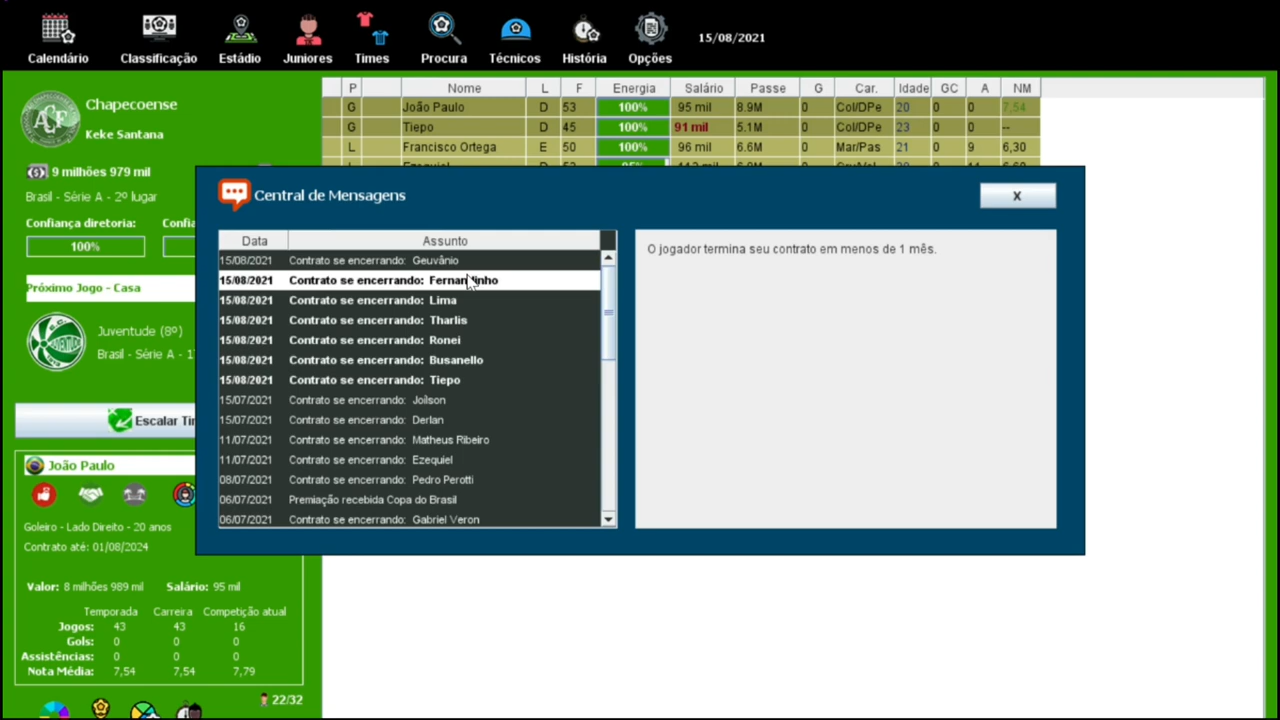 Calendário Classificação Estádio Juniores Times Procura Técnicos História Opções 15/08/2021
Chapecoense
Keke Santana
9 milhões 979 mil
Brasil - Série A - 2º lugar
Confiança diretoria: Confia
100%
Próximo Jogo - Casa
Juventude (8º)
Brasil - Série A - 1
Escalar Tir
João Paulo
Goleiro - Lado Direito - 20 anos
Contrato até: 01/08/2024
Valor: 8 milhões 989 mil Salário: 95 mil
Temporada Carreira Competição atual
Jogos: 43 43 16
Gols: 0 0 0
Assistências: 0 0 0
Nota Média: 7,54 7,54 7,79
22/32
P Nome L F Energia Salário Passe G Car. Idade GC A NM
G João Paulo D 53 100% 95 mil 8.9M 0 Col/DPe 20 0 0 7,54
G Tiepo D 45 100% 91 mil 5.1M 0 Col/DPe 23 0 0 --
L Francisco Ortega E 50 100% 96 mil 6.6M 0 Mar/Pas 21 0 9 6,30
Central de Mensagens
X
Data Assunto
15/08/2021 Contrato se encerrando: Geuvânio
15/08/2021 Contrato se encerrando: Fernandinho
15/08/2021 Contrato se encerrando: Lima
15/08/2021 Contrato se encerrando: Tharlis
15/08/2021 Contrato se encerrando: Ronei
15/08/2021 Contrato se encerrando: Busanello
15/08/2021 Contrato se encerrando: Tiepo
15/07/2021 Contrato se encerrando: Joílson
15/07/2021 Contrato se encerrando: Derlan
11/07/2021 Contrato se encerrando: Matheus Ribeiro
11/07/2021 Contrato se encerrando: Ezequiel
08/07/2021 Contrato se encerrando: Pedro Perotti
06/07/2021 Premiação recebida Copa do Brasil
06/07/2021 Contrato se encerrando: Gabriel Veron
O jogador termina seu contrato em menos de 1 mês.